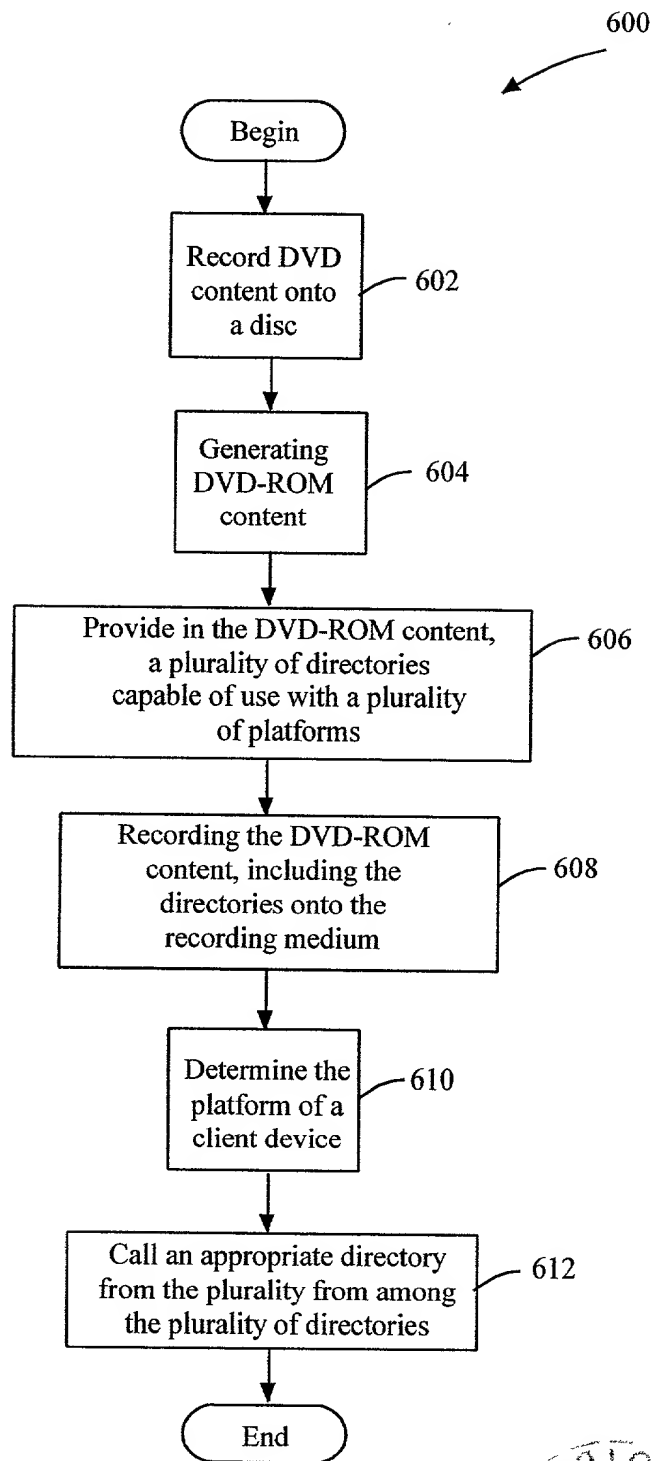 600
Begin
Record DVD
content onto
a disc
602
Generating
DVD-ROM
content
604
Provide in the DVD-ROM content,
a plurality of directories
capable of use with a plurality
of platforms
606
Recording the DVD-ROM
content, including the
directories onto the
recording medium
608
Determine the
platform of a
client device
610
Call an appropriate directory
from the plurality from among
the plurality of directories
612
End